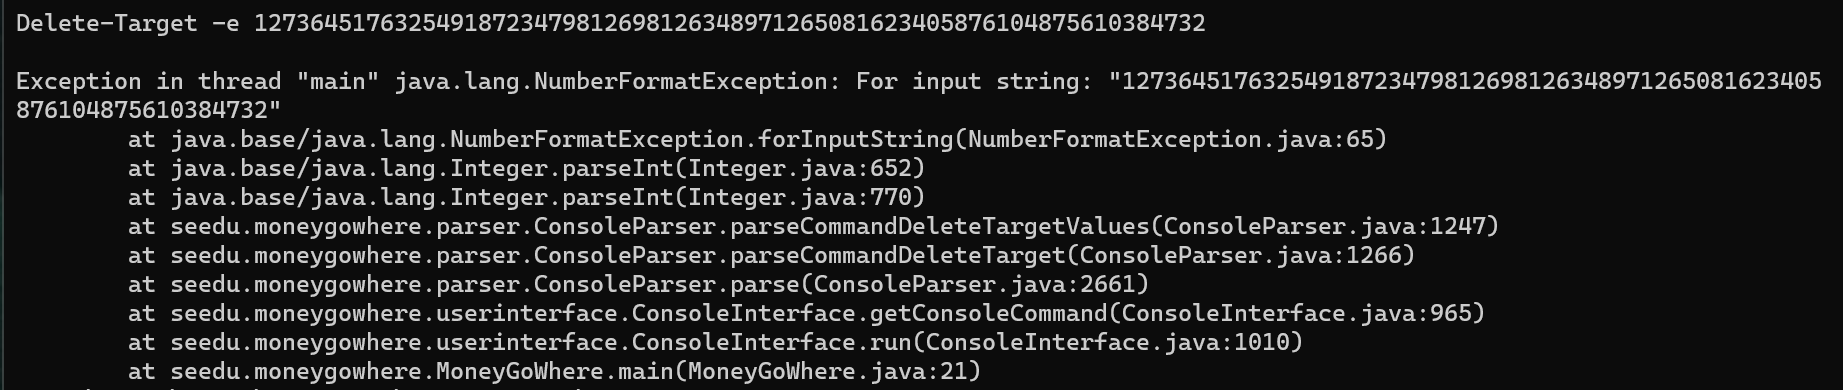 Delete-Target -e 12736451763254918723479812698126348971265081623405876104875610384732
Exception in thread "main" java.lang.NumberFormatException: For input string: "12736451763254918723479812698126348971265081623405
876104875610384732"
at java.base/java.lang.NumberFormatException.forInputString(NumberFormatException.java:65)
at java.base/java.lang.Integer.parseInt(Integer.java:652)
at java.base/java.lang.Integer.parseInt(Integer.java:770)
at seedu.moneygowhere.parser.ConsoleParser.parseCommandDeleteTargetValues(ConsoleParser.java:1247)
at seedu.moneygowhere.parser.ConsoleParser.parseCommandDeleteTarget(ConsoleParser.java:1266)
at seedu.moneygowhere.parser.ConsoleParser.parse(ConsoleParser.java:2661)
at seedu.moneygowhere.userinterface.ConsoleInterface.getConsoleCommand(ConsoleInterface.java:965)
at seedu.moneygowhere.userinterface.ConsoleInterface.run(ConsoleInterface.java:1010)
at seedu.moneygowhere.MoneyGoWhere.main(MoneyGoWhere.java:21)